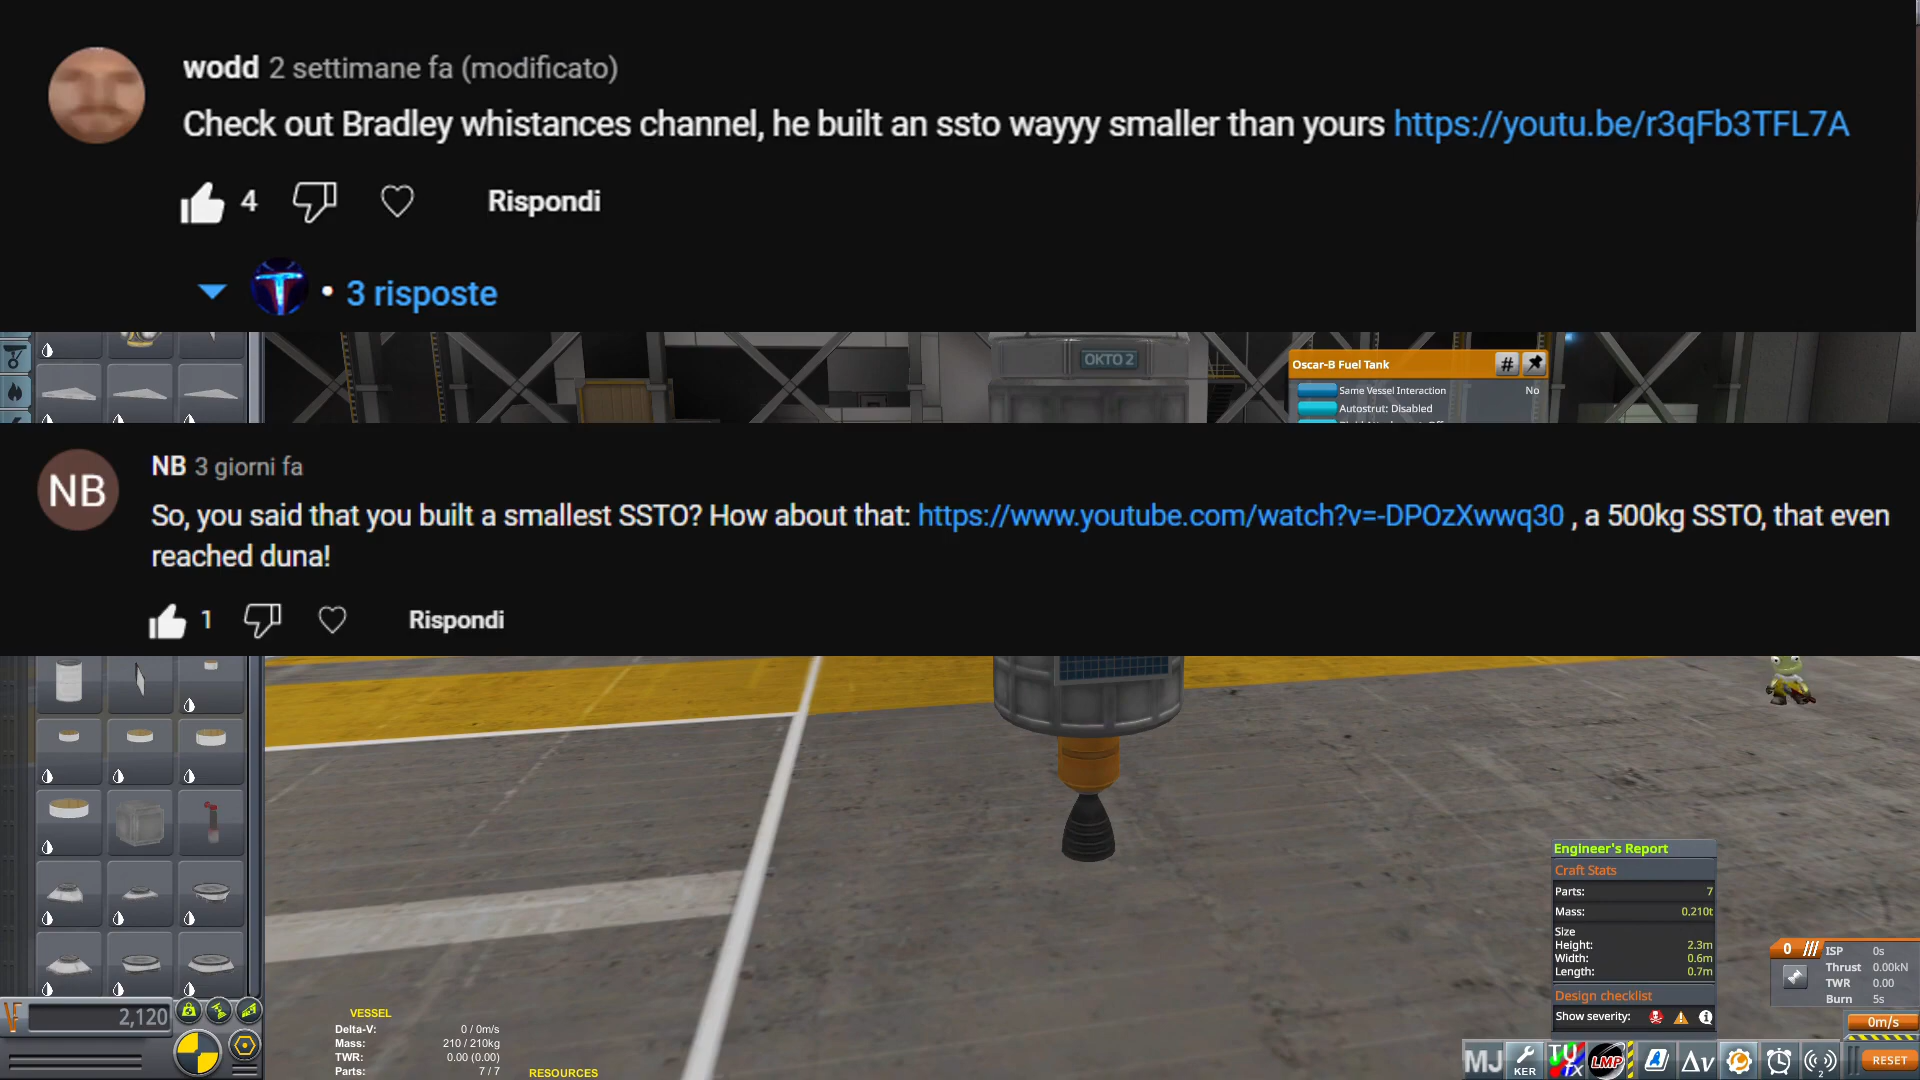 wodd 2 settimane fa (modificato)
Check out Bradley whistances channel, he built an ssto wayyy smaller than yours https://youtu.be/r3qFb3TFL7A
4 Rispondi
• 3 risposte
OKTO 2
Oscar-B Fuel Tank #
Same Vessel Interaction No
Autostrut: Disabled
NB
NB 3 giorni fa
So, you said that you built a smallest SSTO? How about that: https://www.youtube.com/watch?v=-DPOzXwwq30 , a 500kg SSTO, that even
reached duna!
1 Rispondi
Engineer's Report
Craft Stats
Parts: 7
Mass: 0.210t
Size
Height: 2.3m
Width: 0.6m
Length: 0.7m
Design checklist
Show severity:
0 ISP 0s
Thrust 0.00kN
TWR 0.00
Burn 5s
0m/s
2,120
VESSEL
Delta-V: 0 / 0m/s
Mass: 210 / 210kg
TWR: 0.00 (0.00)
Parts: 7 / 7
RESOURCES
MJ KER TU TX LMP Δv 2 RESET